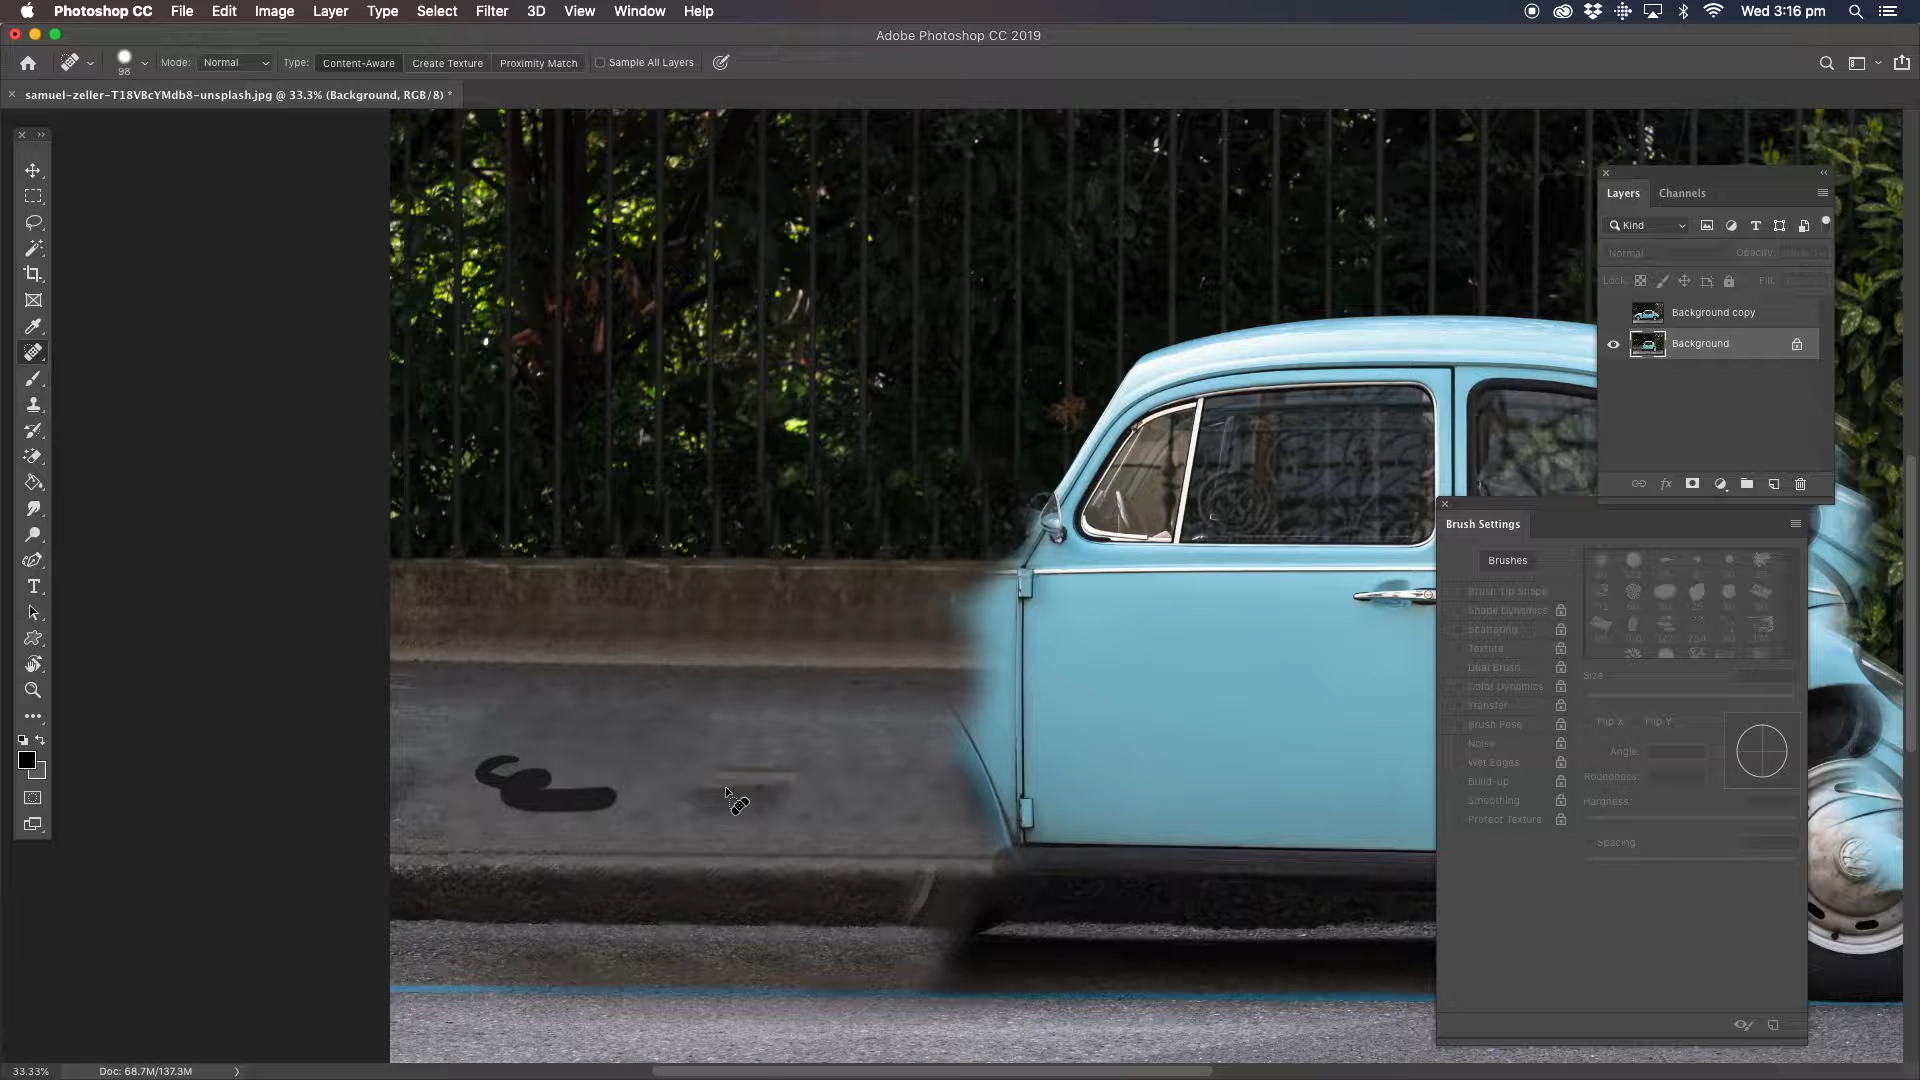 Photoshop CC File Edit Image Layer Type Select Filter 3D View Window Help Wed 3:16 pm
Adobe Photoshop CC 2019
98 Mode: Normal Type: Content-Aware Create Texture Proximity Match Sample All Layers
samuel-zeller-T18VBcYMdb8-unsplash.jpg @ 33.3% (Background, RGB/8) *
Layers Channels
Kind
Normal Opacity:
Lock: Fill:
Background copy
Background
fx
Brush Settings
Brushes
Brush Tip Shape
Shape Dynamics
Scattering
Texture
Dual Brush
Color Dynamics
Transfer
Brush Pose
Noise
Wet Edges
Build-up
Smoothing
Protect Texture
Size
Flip X Flip Y
Angle:
Roundness:
Hardness:
Spacing
33.33% Doc: 68.7M/137.3M